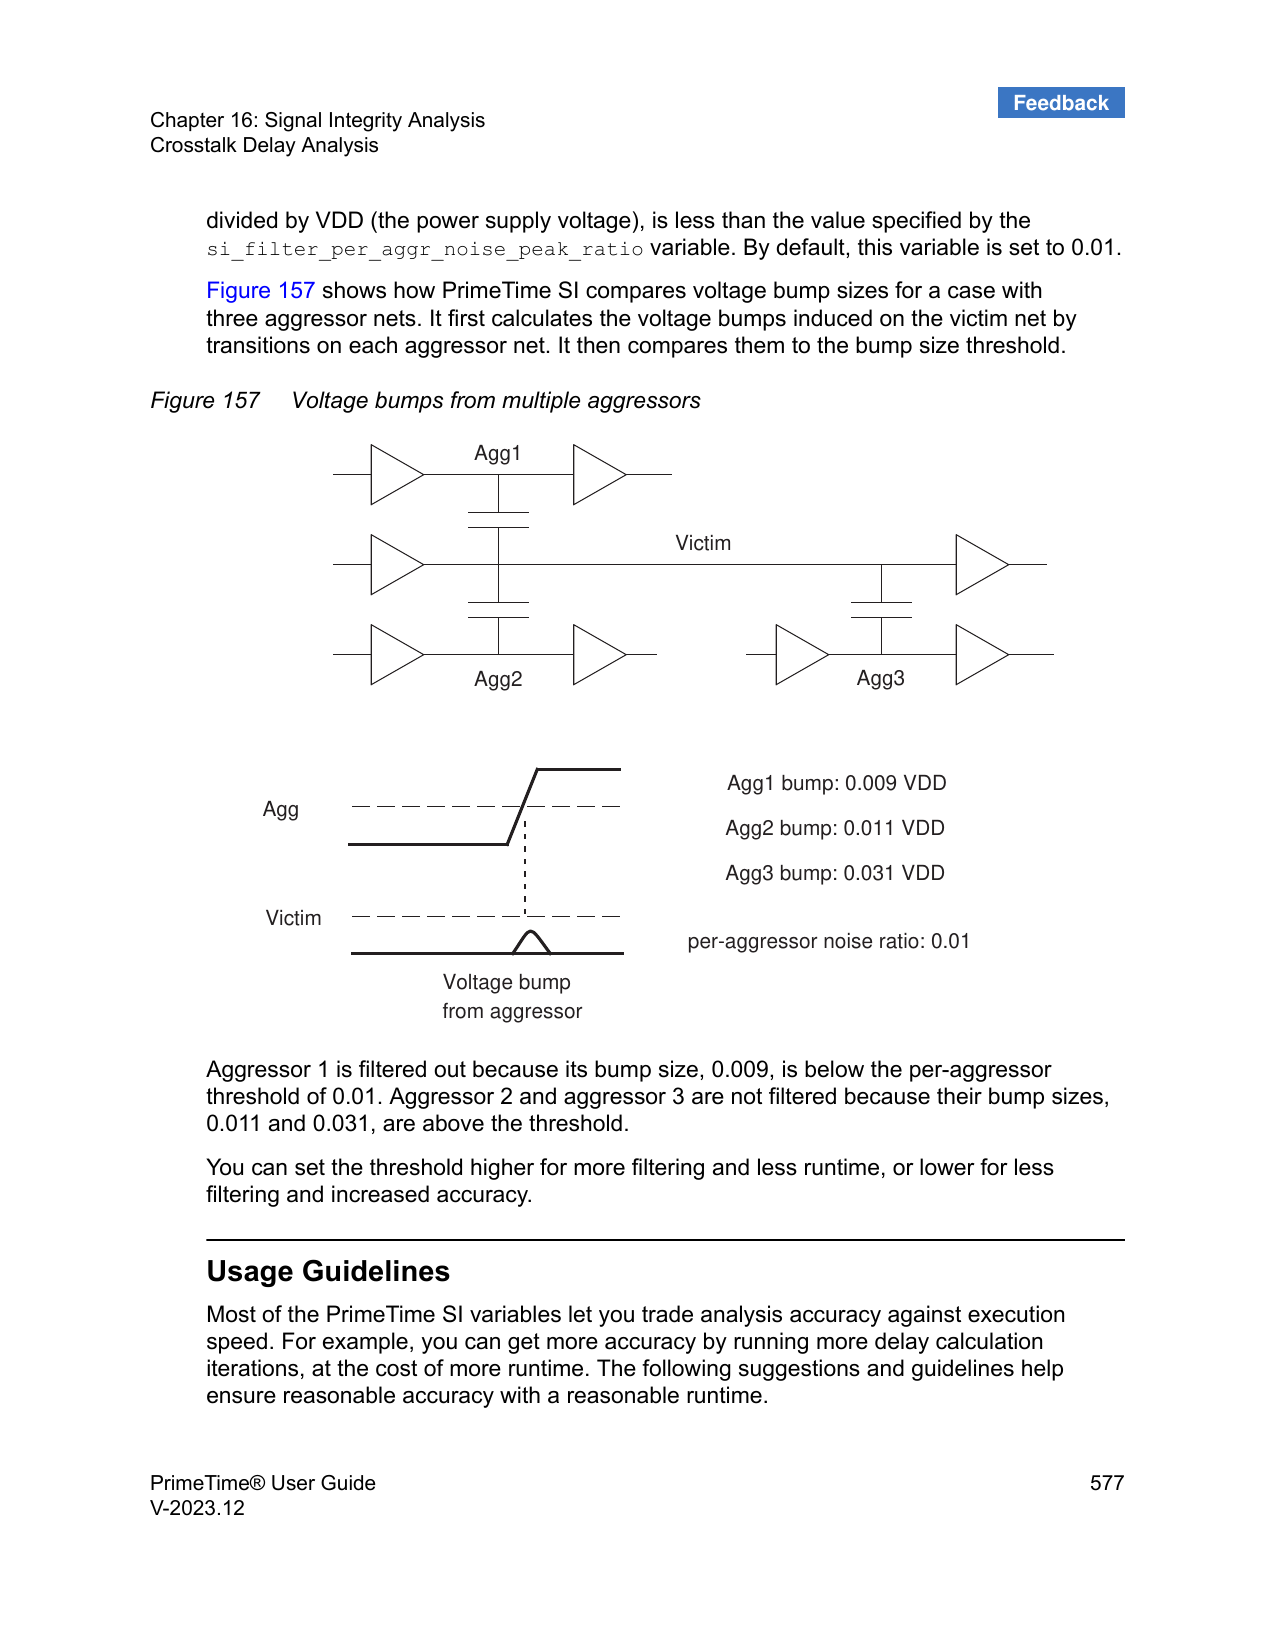 Feedback
Chapter 16: Signal Integrity Analysis
Crosstalk Delay Analysis
divided by VDD (the power supply voltage), is less than the value specified by the
si_filter_per_aggr_noise_peak_ratio variable. By default, this variable is set to 0.01.
Figure 157 shows how PrimeTime SI compares voltage bump sizes for a case with
three aggressor nets. It first calculates the voltage bumps induced on the victim net by
transitions on each aggressor net. It then compares them to the bump size threshold.
Figure 157 Voltage bumps from multiple aggressors
Agg1
Victim
Agg2
Agg3
Agg
Victim
Voltage bump
from aggressor
Agg1 bump: 0.009 VDD
Agg2 bump: 0.011 VDD
Agg3 bump: 0.031 VDD
per-aggressor noise ratio: 0.01
Aggressor 1 is filtered out because its bump size, 0.009, is below the per-aggressor
threshold of 0.01. Aggressor 2 and aggressor 3 are not filtered because their bump sizes,
0.011 and 0.031, are above the threshold.
You can set the threshold higher for more filtering and less runtime, or lower for less
filtering and increased accuracy.
Usage Guidelines
Most of the PrimeTime SI variables let you trade analysis accuracy against execution
speed. For example, you can get more accuracy by running more delay calculation
iterations, at the cost of more runtime. The following suggestions and guidelines help
ensure reasonable accuracy with a reasonable runtime.
PrimeTime® User Guide
V-2023.12
577